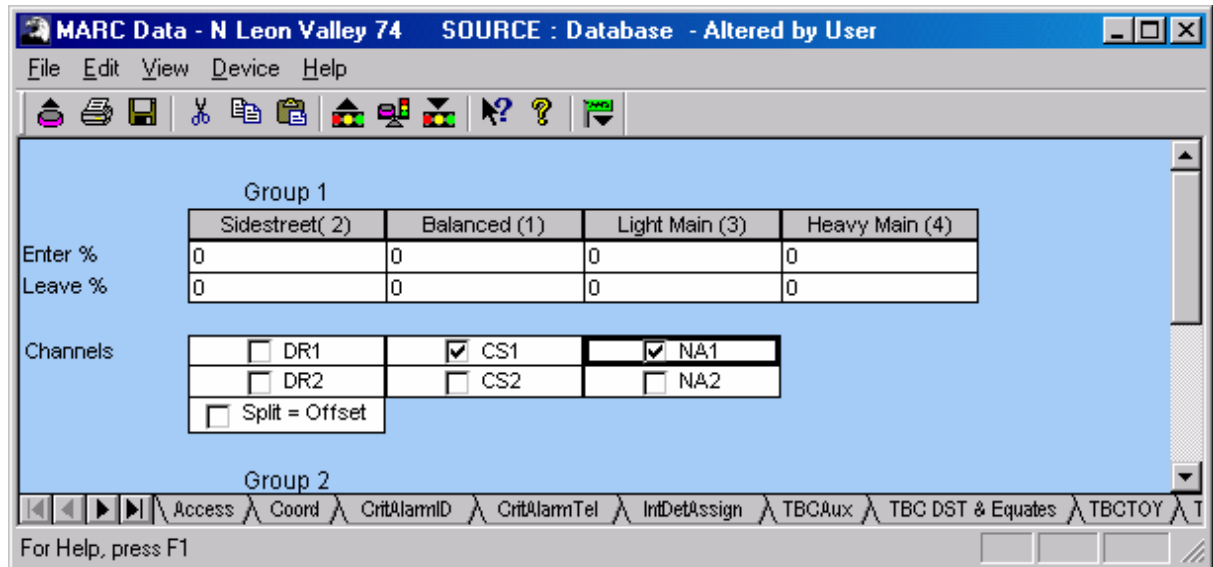 MARC Data - N Leon Valley 74 SOURCE : Database - Altered by User
File Edit View Device Help
Group 1
Sidestreet( 2) Balanced (1) Light Main (3) Heavy Main (4)
Enter % 0 0 0 0
Leave % 0 0 0 0
Channels DR1 CS1 NA1
DR2 CS2 NA2
Split = Offset
Group 2
Access Coord CritAlarmID CritAlarmTel IntDetAssign TBCAux TBC DST & Equates TBCTOY T
For Help, press F1